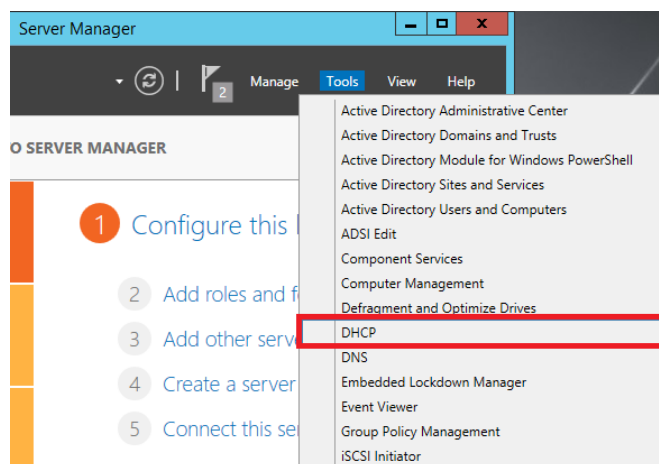 Server Manager
2
Manage Tools View Help
O SERVER MANAGER
1 Configure this
2 Add roles and
3 Add other
4 Create a server
5 Connect this
Active Directory Administrative Center
Active Directory Domains and Trusts
Active Directory Module for Windows PowerShell
Active Directory Sites and Services
Active Directory Users and Computers
ADSI Edit
Component Services
Computer Management
Defragment and Optimize Drives
DHCP
DNS
Embedded Lockdown Manager
Event Viewer
Group Policy Management
iSCSI Initiator